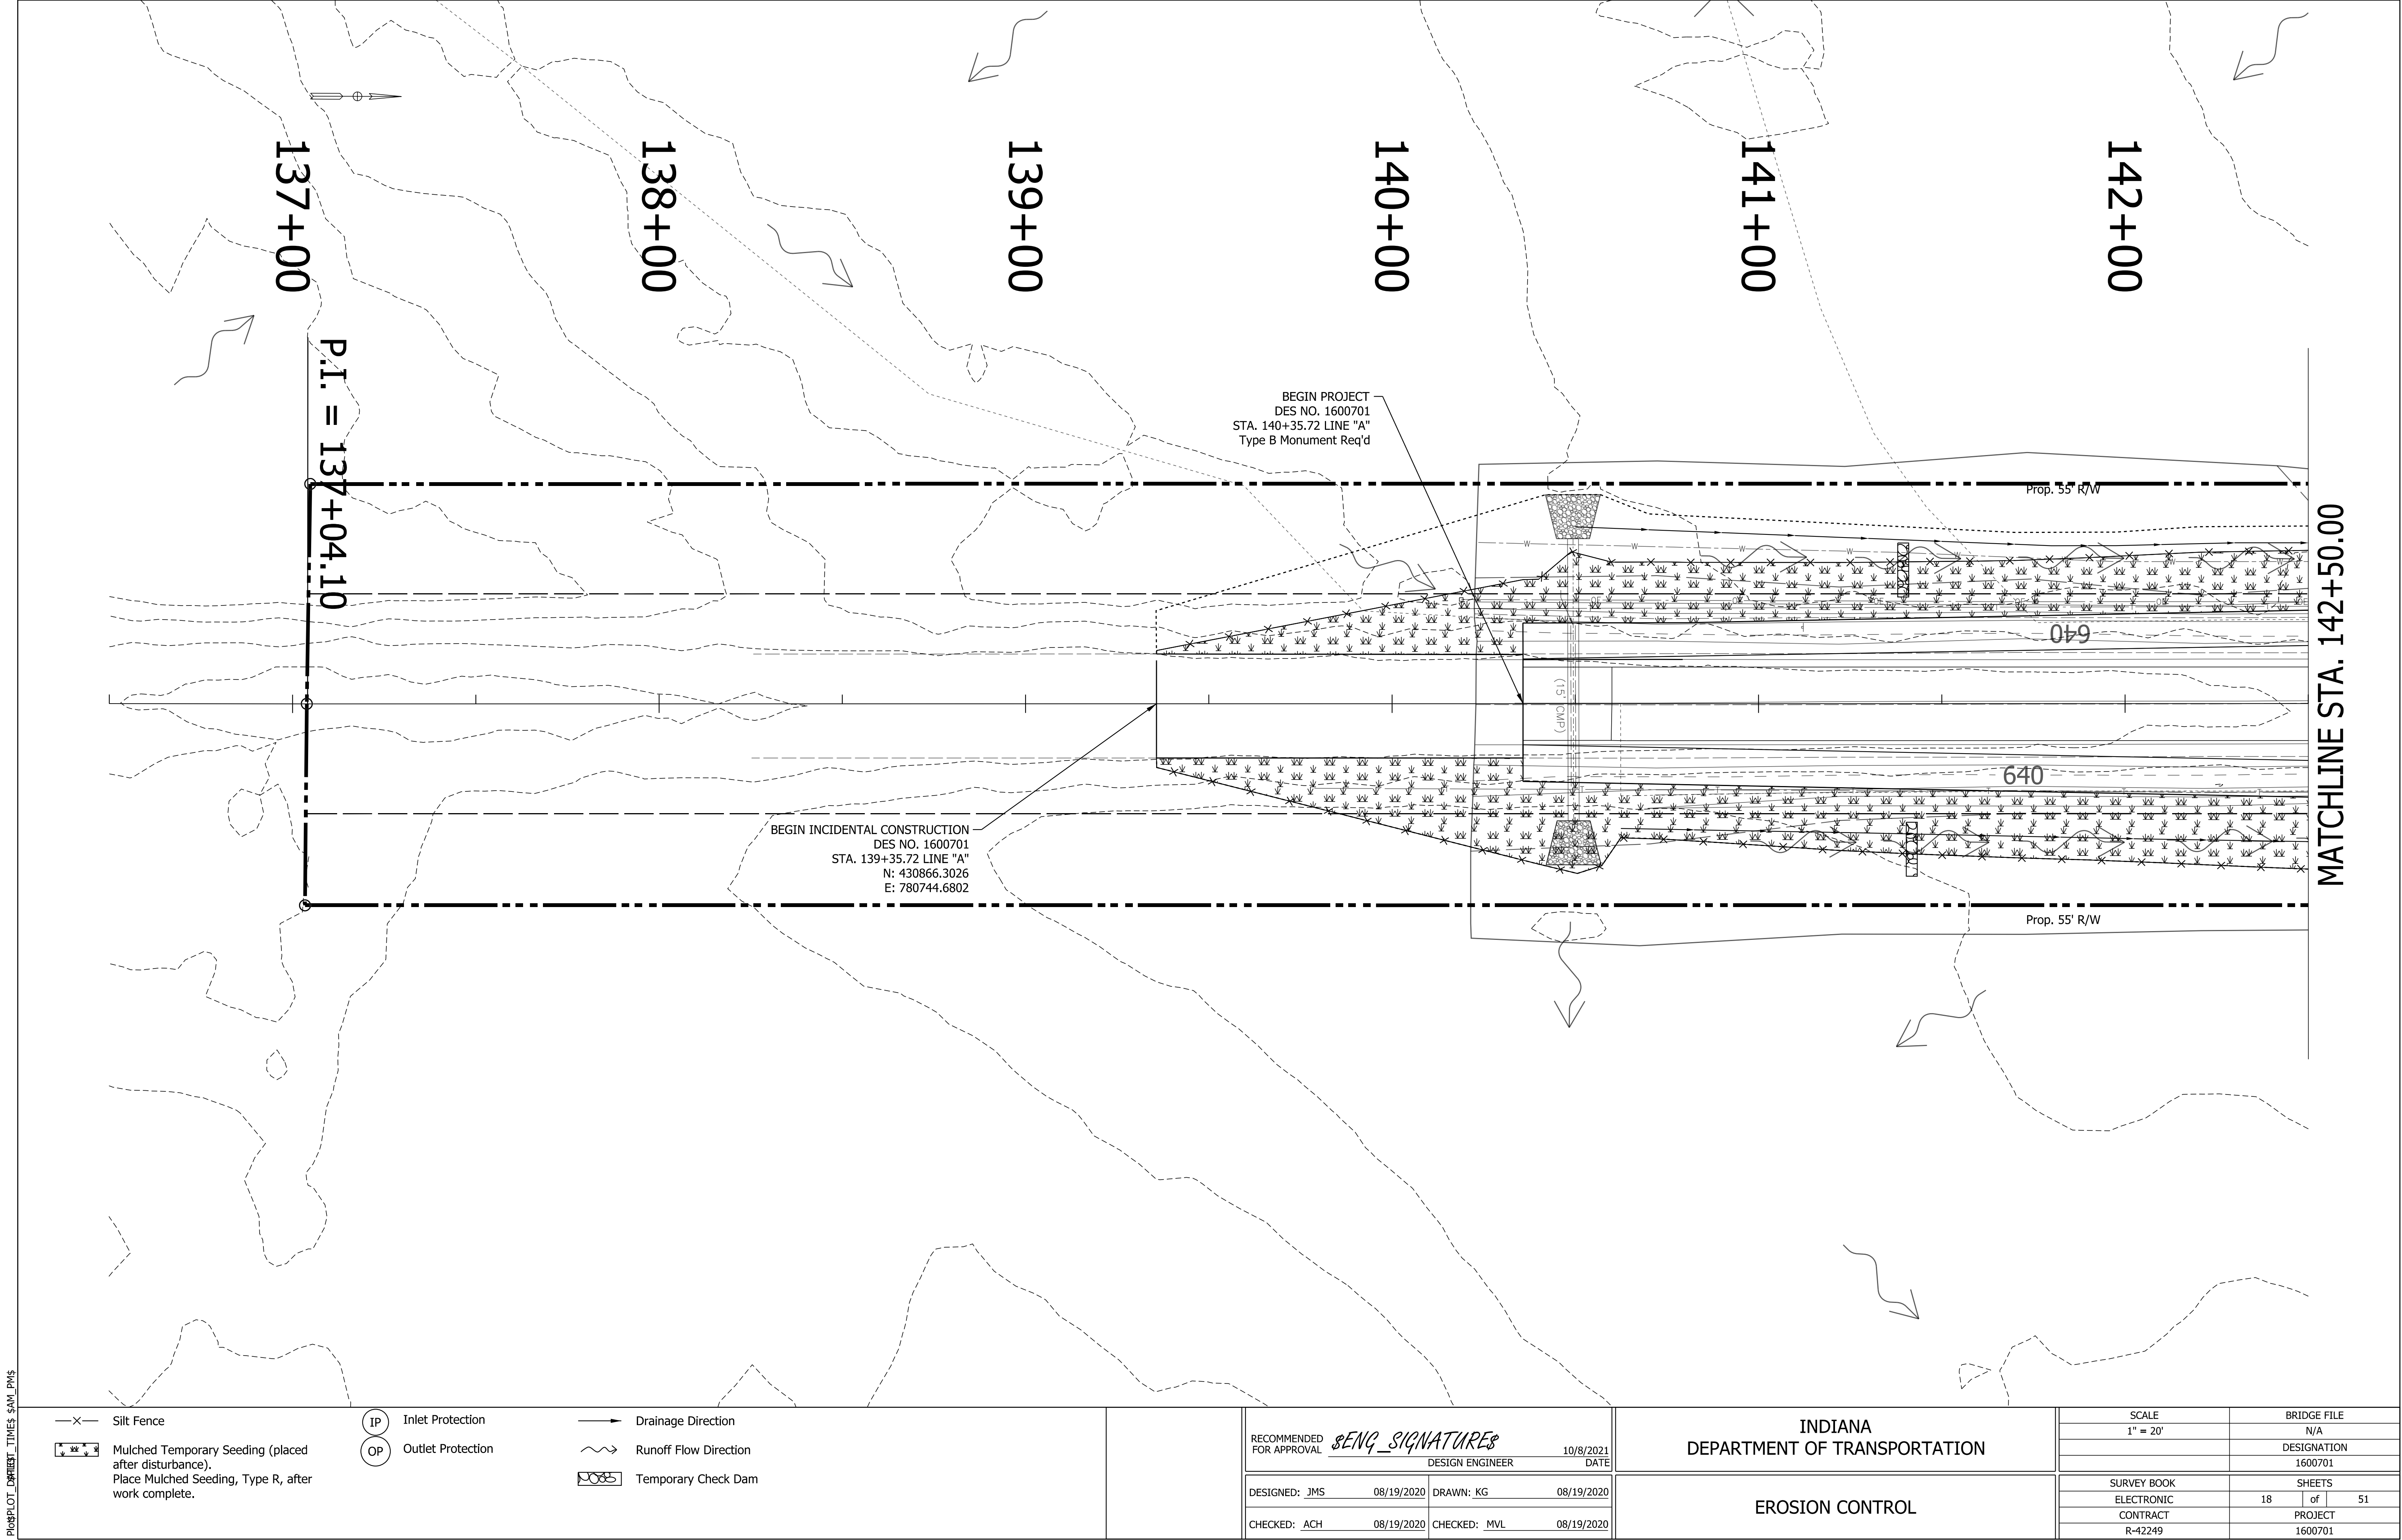 137+00
138+00
139+00
140+00
141+00
142+00
P.I. = 137+04.10
BEGIN PROJECT
DES NO. 1600701
STA. 140+35.72 LINE "A"
Type B Monument Req'd
Prop. 55' R/W
W
W
W
W
W
640
(15" CMP)
640
BEGIN INCIDENTAL CONSTRUCTION
DES NO. 1600701
STA. 139+35.72 LINE "A"
N: 430866.3026
E: 780744.6802
Prop. 55' R/W
MATCHLINE STA. 142+50.00
Silt Fence
Mulched Temporary Seeding (placed
after disturbance).
Place Mulched Seeding, Type R, after
work complete.
IP Inlet Protection
OP Outlet Protection
Drainage Direction
Runoff Flow Direction
Temporary Check Dam
RECOMMENDED
FOR APPROVAL $ENG_SIGNATURE$ 10/8/2021
DESIGN ENGINEER DATE
DESIGNED: JMS 08/19/2020 DRAWN: KG 08/19/2020
CHECKED: ACH 08/19/2020 CHECKED: MVL 08/19/2020
INDIANA
DEPARTMENT OF TRANSPORTATION
EROSION CONTROL
SCALE BRIDGE FILE
1" = 20' N/A
DESIGNATION
1600701
SURVEY BOOK SHEETS
ELECTRONIC 18 of 51
CONTRACT PROJECT
R-42249 1600701